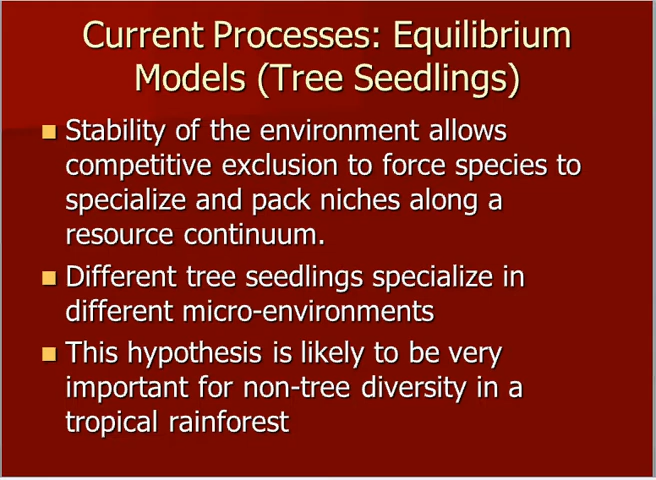 Current Processes: Equilibrium
Models (Tree Seedlings)
Stability of the environment allows
competitive exclusion to force species to
specialize and pack niches along a
resource continuum.
Different tree seedlings specialize in
different micro-environments
This hypothesis is likely to be very
important for non-tree diversity in a
tropical rainforest